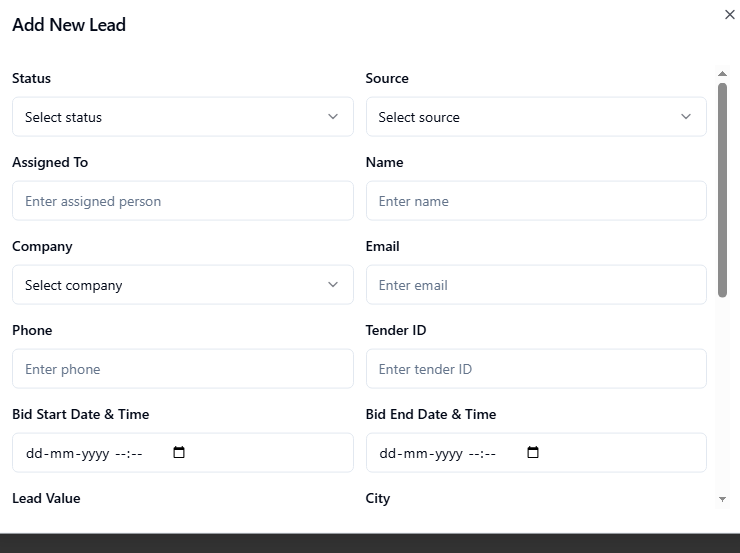 Add New Lead
Status
Source
Select status
Select source
Assigned To
Name
Enter assigned person
Enter name
Company
Email
Select company
Enter email
Phone
Tender ID
Enter phone
Enter tender ID
Bid Start Date & Time
Bid End Date & Time
dd-mm-yyyy --:--
dd-mm-yyyy --:--
Lead Value
City